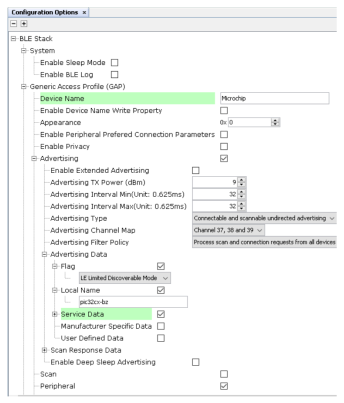 Configuration Options ×
BLE Stack
System
Enable Sleep Mode
Enable BLE Log
Generic Access Profile (GAP)
Device Name Microchip
Enable Device Name Write Property
Appearance 0x 0
Enable Peripheral Prefered Connection Parameters
Enable Privacy
Advertising
Enable Extended Advertising
Advertising TX Power (dBm) 9
Advertising Interval Min(Unit: 0.625ms) 32
Advertising Interval Max(Unit: 0.625ms) 32
Advertising Type Connectable and scannable undirected advertising
Advertising Channel Map Channel 37, 38 and 39
Advertising Filter Policy Process scan and connection requests from all devices
Advertising Data
Flag
LE Limited Discoverable Mode
Local Name
pic32cx-bz
Service Data
Manufacturer Specific Data
User Defined Data
Scan Response Data
Enable Deep Sleep Advertising
Scan
Peripheral